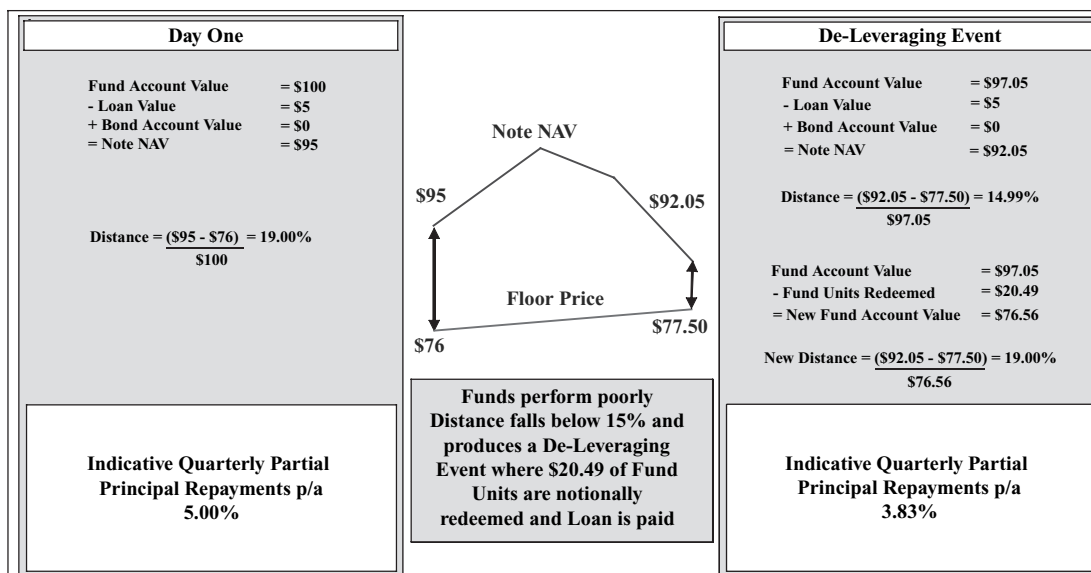 Day One
Fund Account Value = $100
- Loan Value = $5
+ Bond Account Value = $0
= Note NAV = $95
Distance = ($95 - $76) = 19.00%
$100
Indicative Quarterly Partial
Principal Repayments p/a
5.00%
Note NAV
$95
$92.05
Floor Price
$76
$77.50
Funds perform poorly
Distance falls below 15% and
produces a De-Leveraging
Event where $20.49 of Fund
Units are notionally
redeemed and Loan is paid
De-Leveraging Event
Fund Account Value = $97.05
- Loan Value = $5
+ Bond Account Value = $0
= Note NAV = $92.05
Distance = ($92.05 - $77.50) = 14.99%
$97.05
Fund Account Value = $97.05
- Fund Units Redeemed = $20.49
= New Fund Account Value = $76.56
New Distance = ($92.05 - $77.50) = 19.00%
$76.56
Indicative Quarterly Partial
Principal Repayments p/a
3.83%